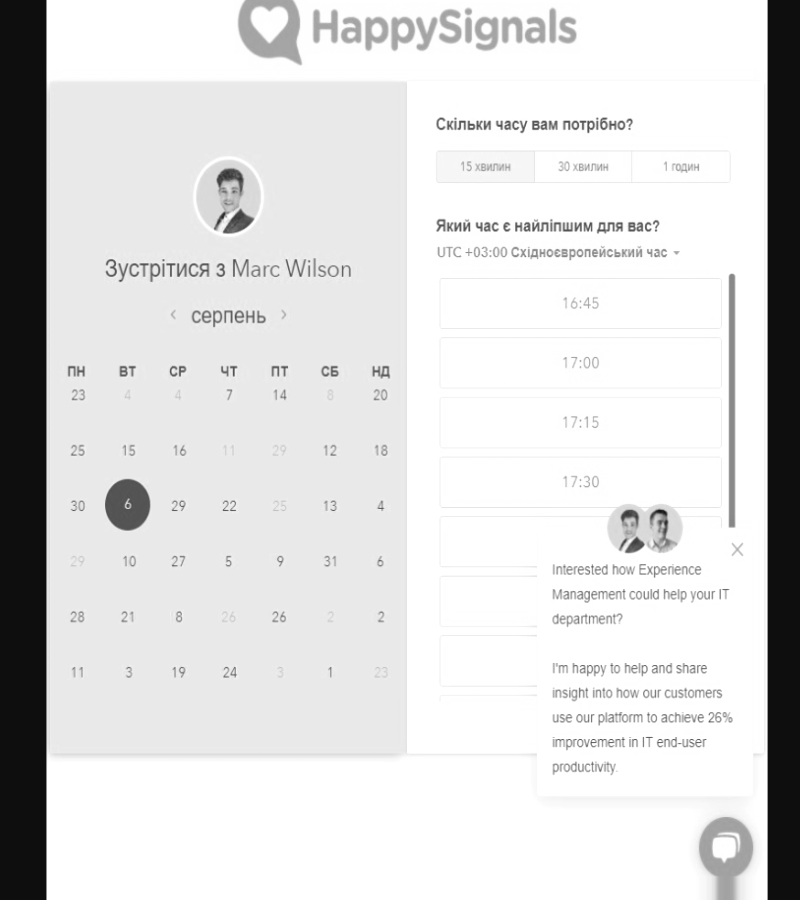 HappySignals
Зустрітися з Marc Wilson
‹ серпень ›
ПН ВТ СР ЧТ ПТ СБ НД
23 4 4 7 14 8 20
25 15 16 11 29 12 18
30 6 29 22 25 13 4
29 10 27 5 9 31 6
28 21 8 26 26 2 2
11 3 19 24 3 1 23
Скільки часу вам потрібно?
15 хвилин 30 хвилин 1 годин
Який час є найліпшим для вас?
UTC +03:00 Східноєвропейський час
16:45
17:00
17:15
17:30
Interested how Experience
Management could help your IT
department?
I'm happy to help and share
insight into how our customers
use our platform to achieve 26%
improvement in IT end-user
productivity.